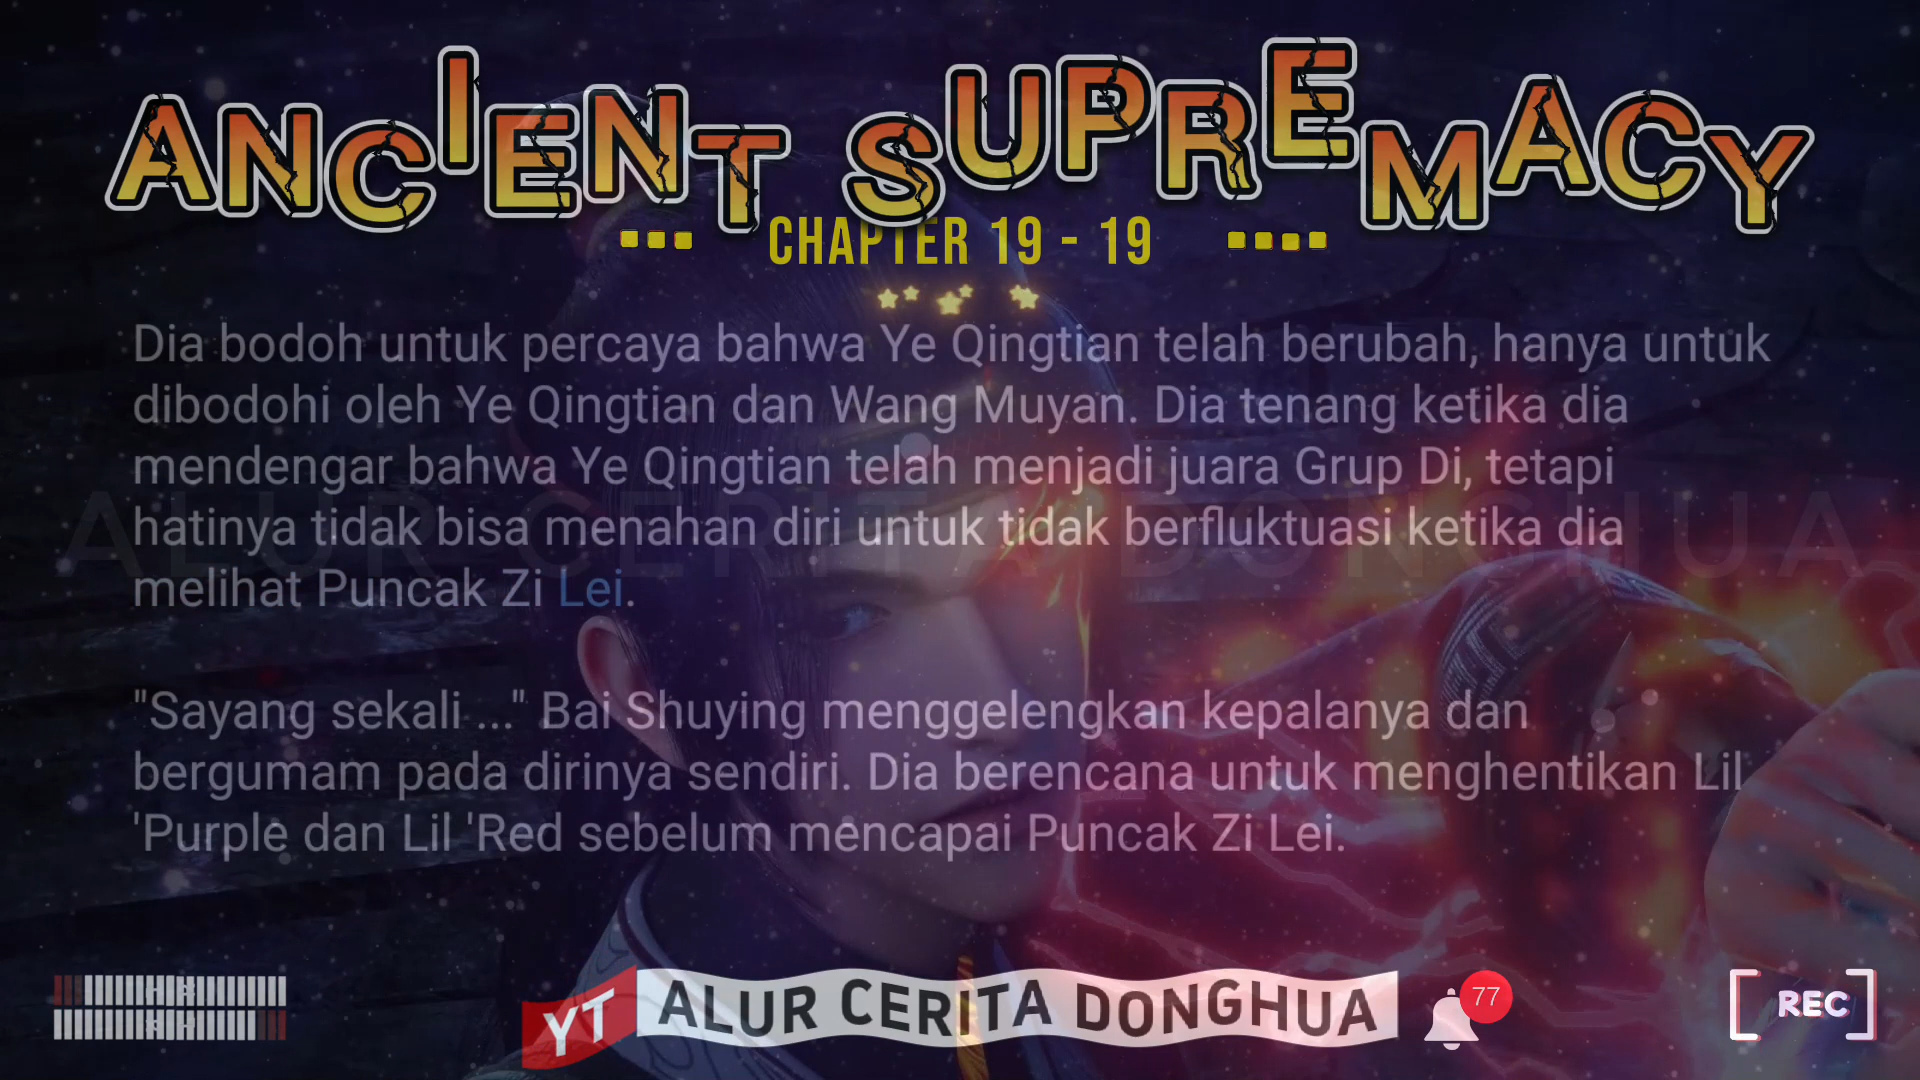 ANCIENT SUPREMACY
CHAPTER 19 - 19
Dia bodoh untuk percaya bahwa Ye Qingtian telah berubah, hanya untuk
dibodohi oleh Ye Qingtian dan Wang Muyan. Dia tenang ketika dia
mendengar bahwa Ye Qingtian telah menjadi juara Grup Di, tetapi
hatinya tidak bisa menahan diri untuk tidak berfluktuasi ketika dia
ALUR CERITA DONGHUA
melihat Puncak Zi Lei.
"Sayang sekali ..." Bai Shuying menggelengkan kepalanya dan
bergumam pada dirinya sendiri. Dia berencana untuk menghentikan Lil
'Purple dan Lil 'Red sebelum mencapai Puncak Zi Lei.
YT ALUR CERITA DONGHUA
77
REC